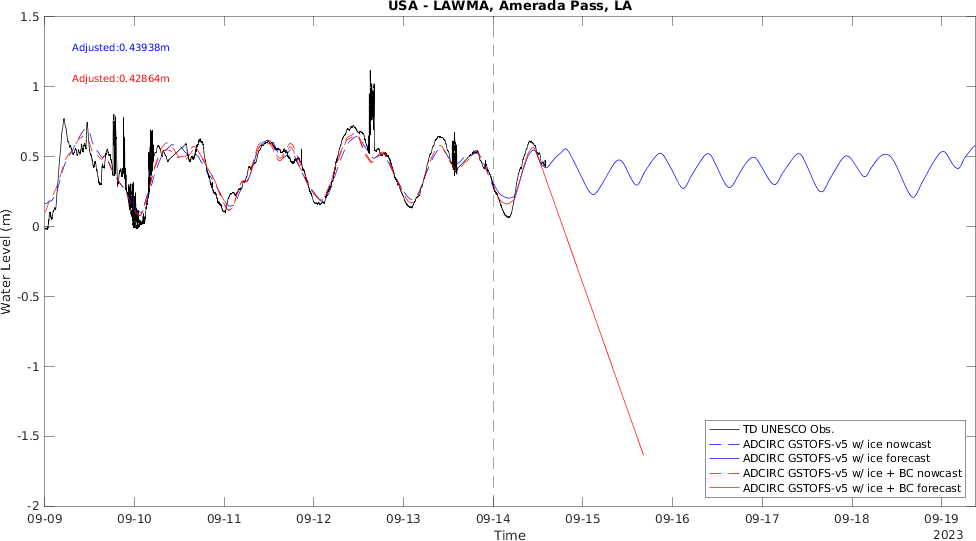 USA - LAWMA, Amerada Pass, LA
1.5
1
0.5
0
-0.5
-1
-1.5
-2
Water Level (m)
Adjusted:0.43938m
Adjusted:0.42864m
TD UNESCO Obs.
ADCIRC GSTOFS-v5 w/ ice nowcast
ADCIRC GSTOFS-v5 w/ ice forecast
ADCIRC GSTOFS-v5 w/ ice + BC nowcast
ADCIRC GSTOFS-v5 w/ ice + BC forecast
09-09 09-10 09-11 09-12 09-13 09-14 09-15 09-16 09-17 09-18 09-19
Time
2023